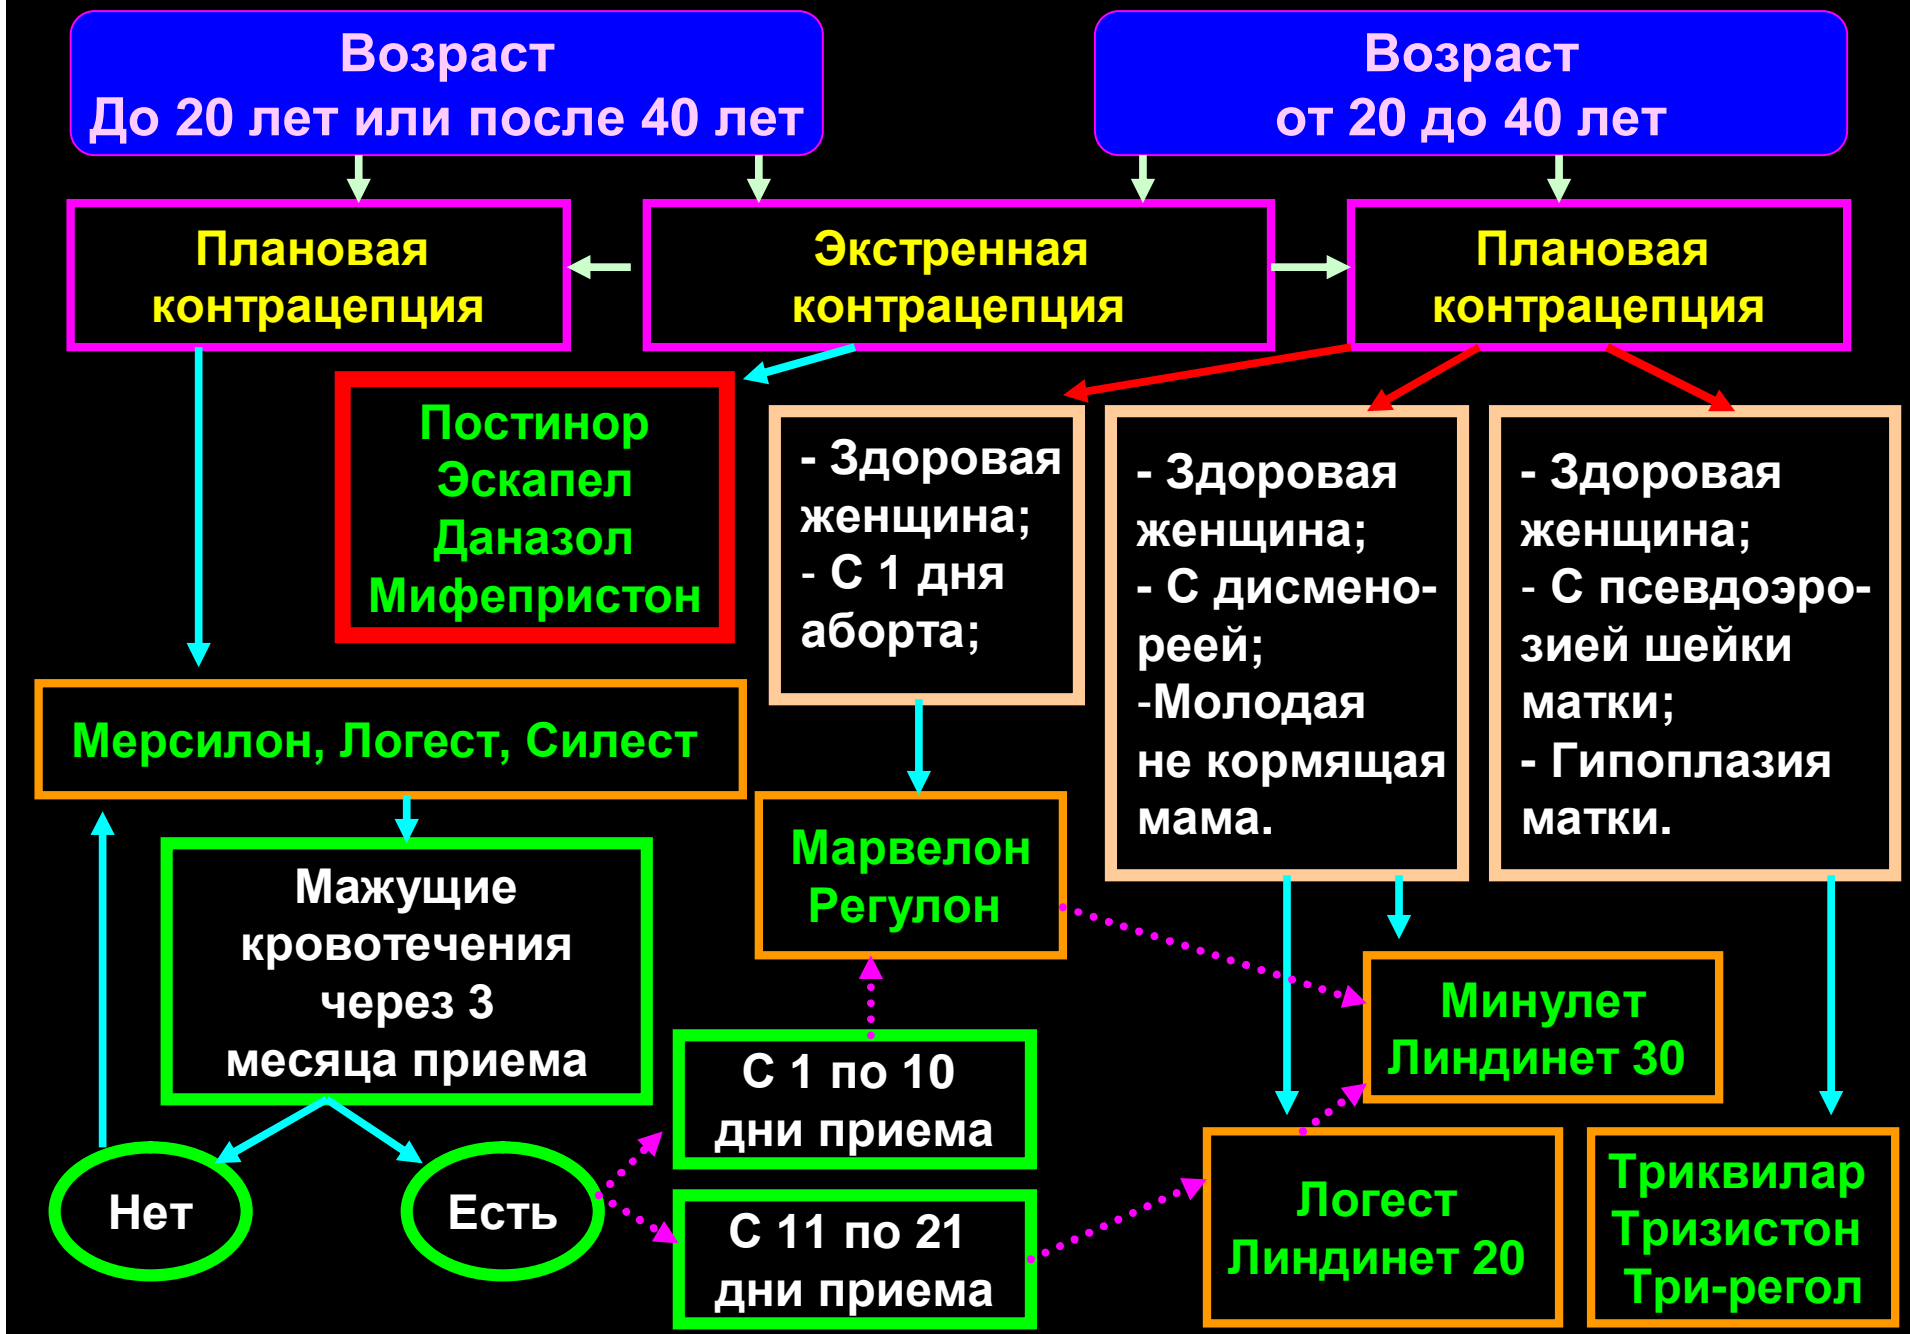 Возраст
До 20 лет или после 40 лет
Возраст
от 20 до 40 лет
Плановая
контрацепция
Экстренная
контрацепция
Плановая
контрацепция
Постинор
Эскапел
Даназол
Мифепристон
- Здоровая
женщина;
- С 1 дня
аборта;
- Здоровая
женщина;
- С дисмено-
реей;
-Молодая
не кормящая
мама.
- Здоровая
женщина;
- С псевдоэро-
зией шейки
матки;
- Гипоплазия
матки.
Мерсилон, Логест, Силест
Марвелон
Регулон
Мажущие
кровотечения
через 3
месяца приема
Минулет
Линдинет 30
С 1 по 10
дни приема
Нет
Есть
С 11 по 21
дни приема
Логест
Линдинет 20
Триквилар
Тризистон
Три-регол